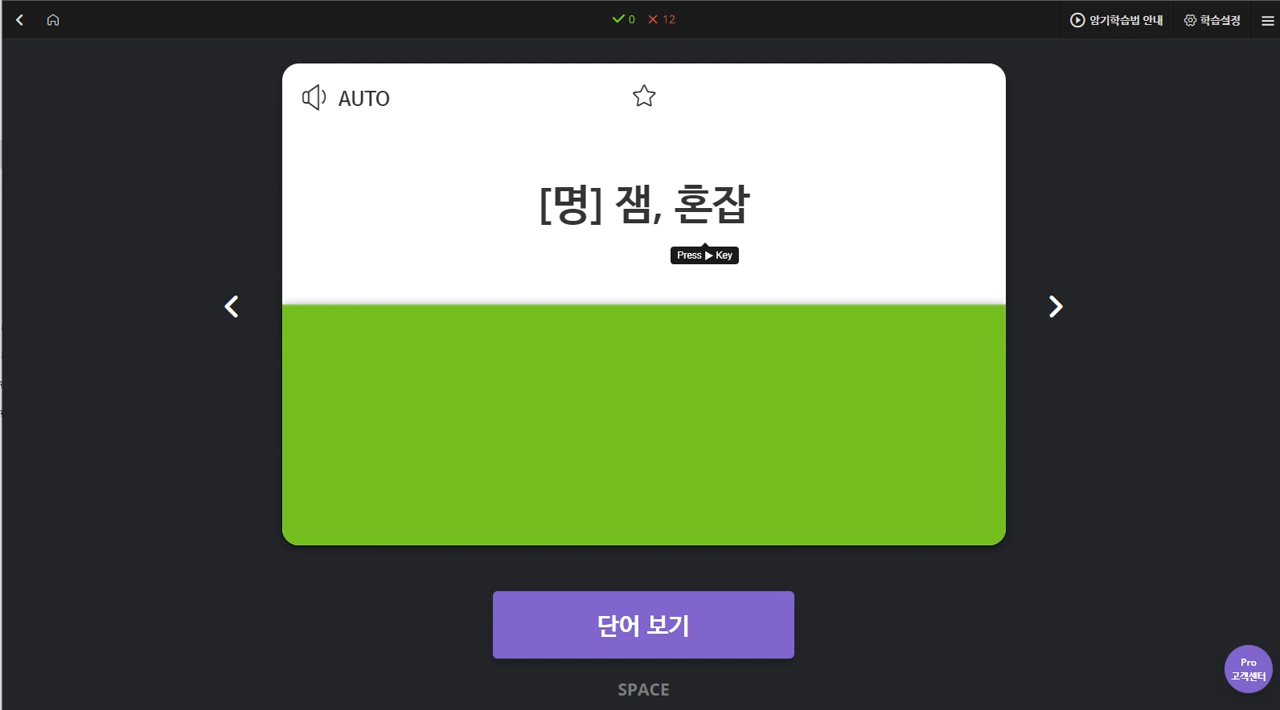 0 12 암기학습법 안내 학습설정
AUTO
[명] 잼, 혼잡
Press ▶ Key
단어 보기
SPACE
Pro
고객센터